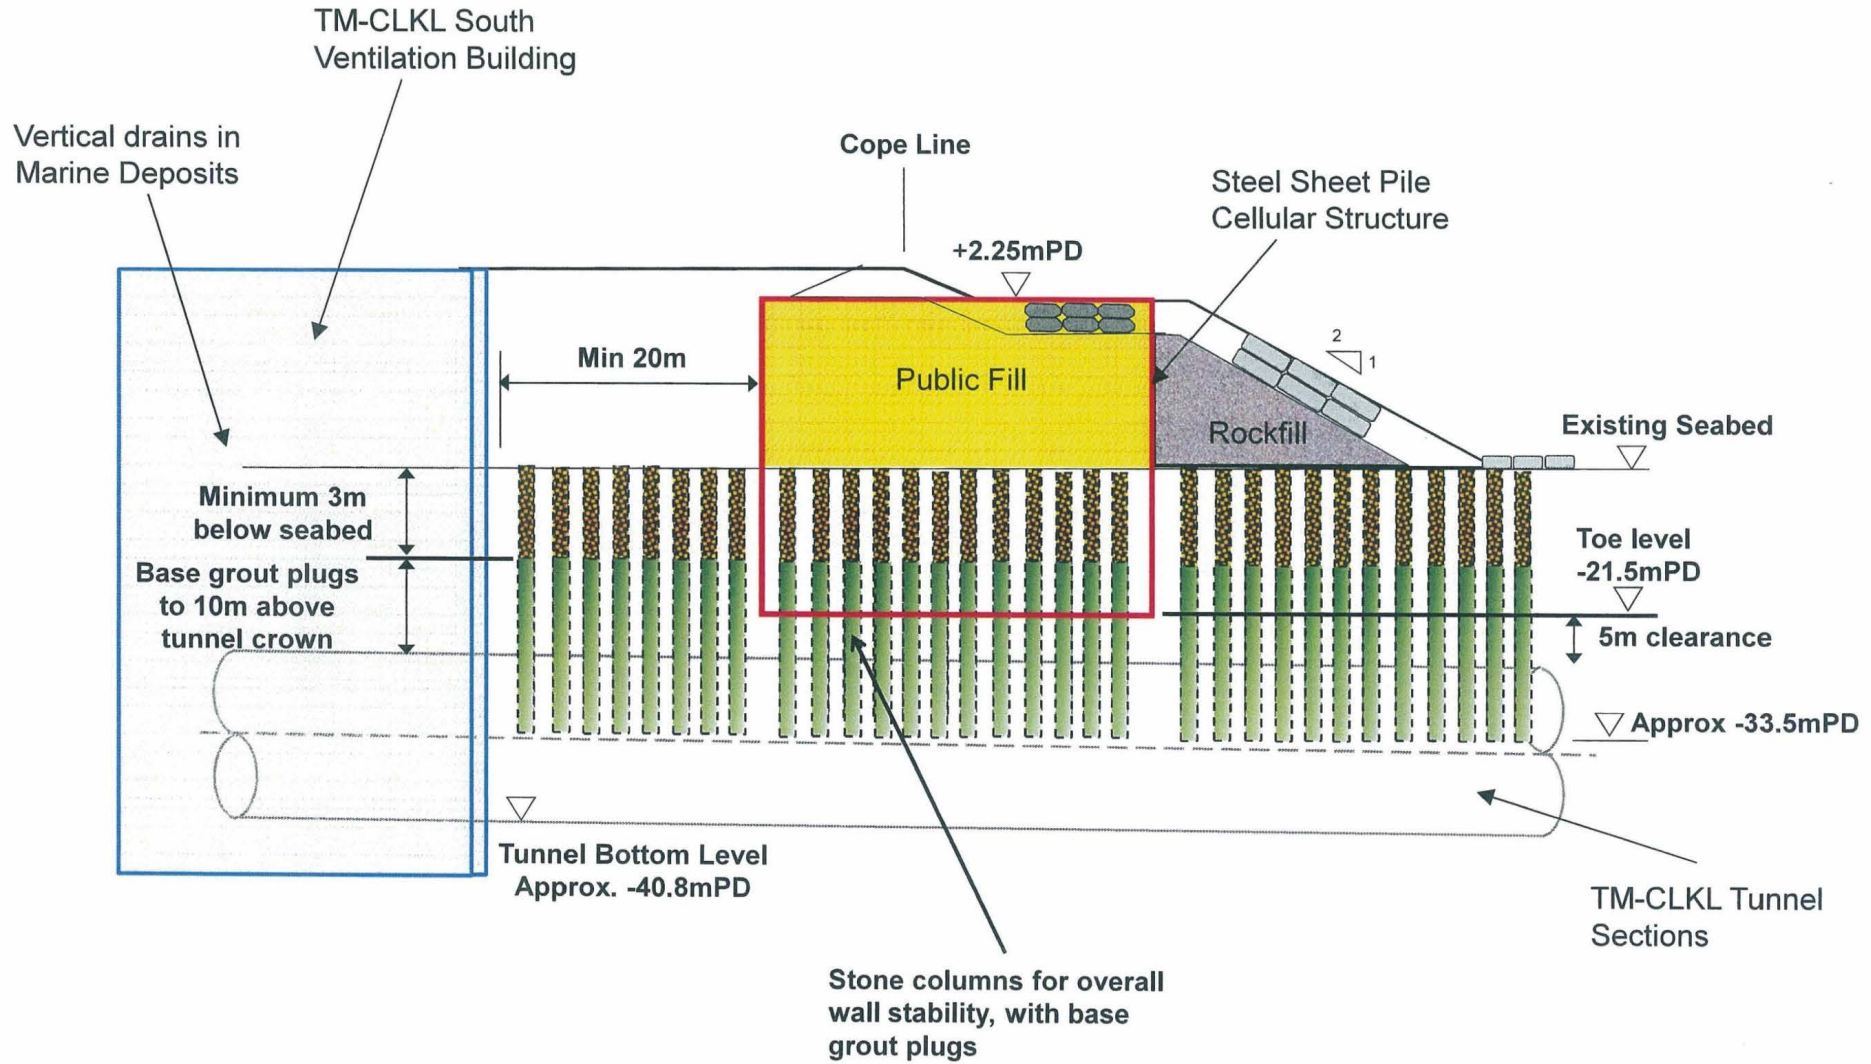 TM-CLKL South
Ventilation Building
Vertical drains in
Marine Deposits
Cope Line
Steel Sheet Pile
Cellular Structure
+2.25mPD
Min 20m
Public Fill
2
1
Rockfill
Existing Seabed
Minimum 3m
below seabed
Toe level
-21.5mPD
Base grout plugs
to 10m above
tunnel crown
5m clearance
Approx -33.5mPD
Tunnel Bottom Level
Approx. -40.8mPD
TM-CLKL Tunnel
Sections
Stone columns for overall
wall stability, with base
grout plugs